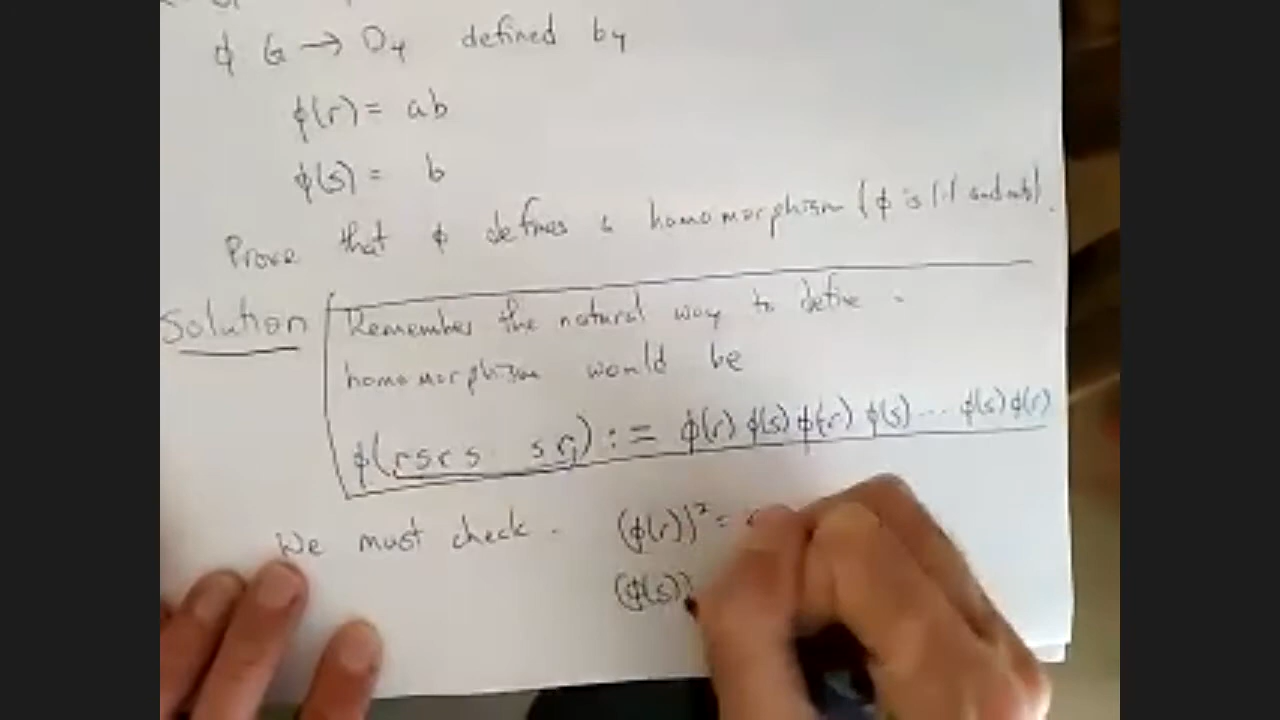 ϕ G → D4 defined by
ϕ(r) = ab
ϕ(s) = b
Prove that ϕ defines a homomorphism (ϕ is 1-1 and onto).
Solution
Remember the natural way to define a
homomorphism would be
ϕ(rsrs sr) := ϕ(r) ϕ(s) ϕ(r) ϕ(s) ... ϕ(s) ϕ(r)
We must check. (ϕ(r))² =
(ϕ(s))